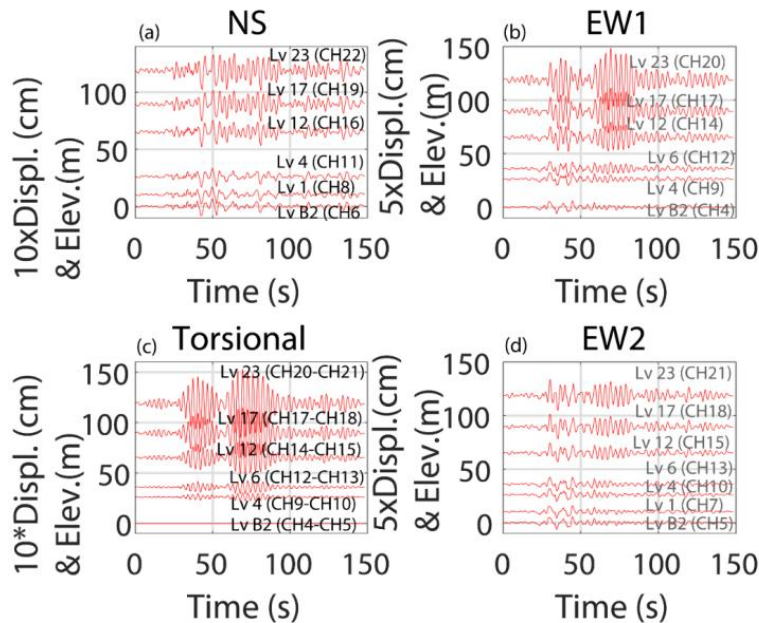 (a)
NS
10xDispl.(cm)
& Elev.(m)
100
50
0
Lv 23 (CH22)
Lv 17 (CH19)
Lv 12 (CH16)
Lv 4 (CH11)
Lv 1 (CH8)
Lv B2 (CH6
0
50
100
150
Time (s)
(b)
EW1
5xDispl.(cm)
& Elev.(m)
150
100
50
0
Lv 23 (CH20)
Lv 17 (CH17)
Lv 12 (CH14)
Lv 6 (CH12)
Lv 4 (CH9)
Lv B2 (CH4)
0
50
100
150
Time (s)
(c)
Torsional
10*Displ.(cm)
& Elev.(m)
150
100
50
0
Lv 23 (CH20-CH21)
Lv 17 (CH17-CH18)
Lv 12 (CH14-CH15)
Lv 6 (CH12-CH13)
Lv 4 (CH9-CH10)
Lv B2 (CH4-CH5)
0
50
100
150
Time (s)
(d)
EW2
5xDispl.(cm)
& Elev.(m)
150
100
50
0
Lv 23 (CH21)
Lv 17 (CH18)
Lv 12 (CH15)
Lv 6 (CH13)
Lv 4 (CH10)
Lv 1 (CH7)
Lv B2 (CH5)
0
50
100
150
Time (s)